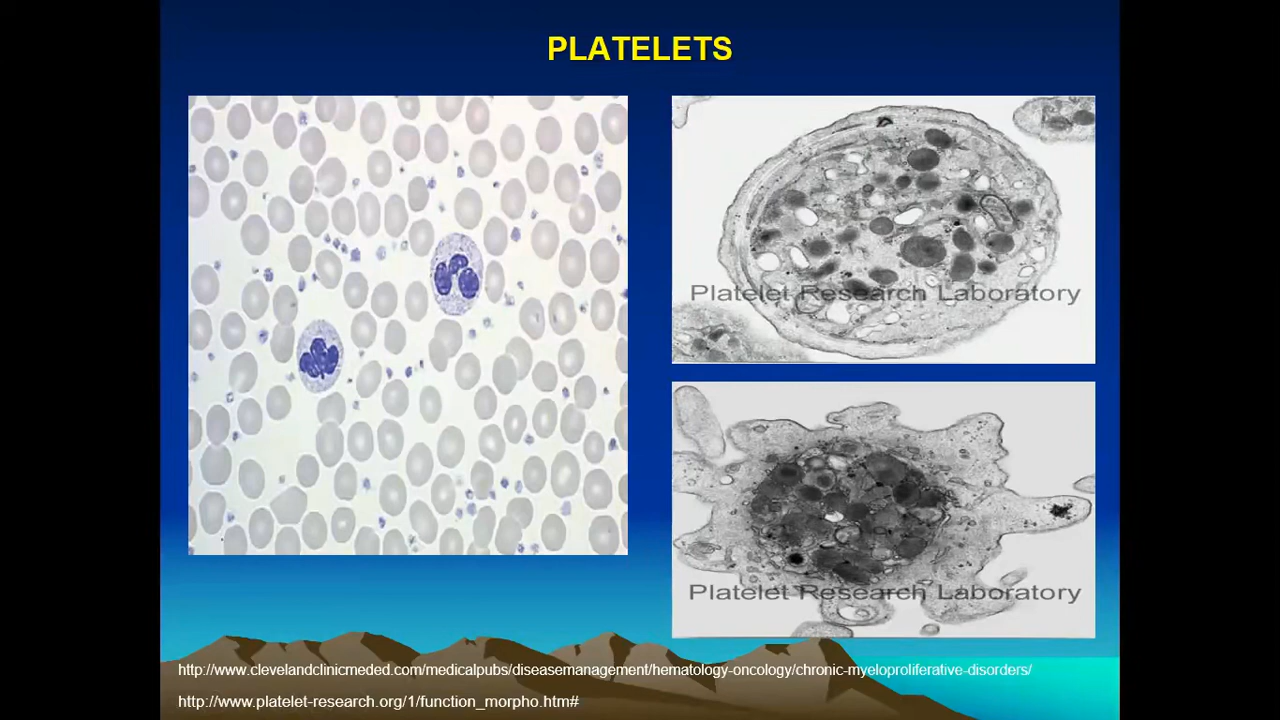 PLATELETS
Platelet Research Laboratory
Platelet Research Laboratory
http://www.clevelandclinicmeded.com/medicalpubs/diseasemanagement/hematology-oncology/chronic-myeloproliferative-disorders/
http://www.platelet-research.org/1/function_morpho.htm#